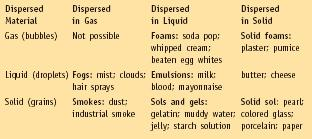 Dispersed Dispersed Dispersed Dispersed
Material in Gas in Liquid in Solid
Gas (bubbles) Not possible Foams: soda pop; Solid foams:
whipped cream; plaster; pumice
beaten egg whites
Liquid (droplets) Fogs: mist; clouds; Emulsions: milk; butter; cheese
hair sprays blood; mayonnaise
Solid (grains) Smokes: dust; Sols and gels: Solid sol: pearl;
industrial smoke gelatin; muddy water; colored glass;
jelly; starch solution porcelain; paper